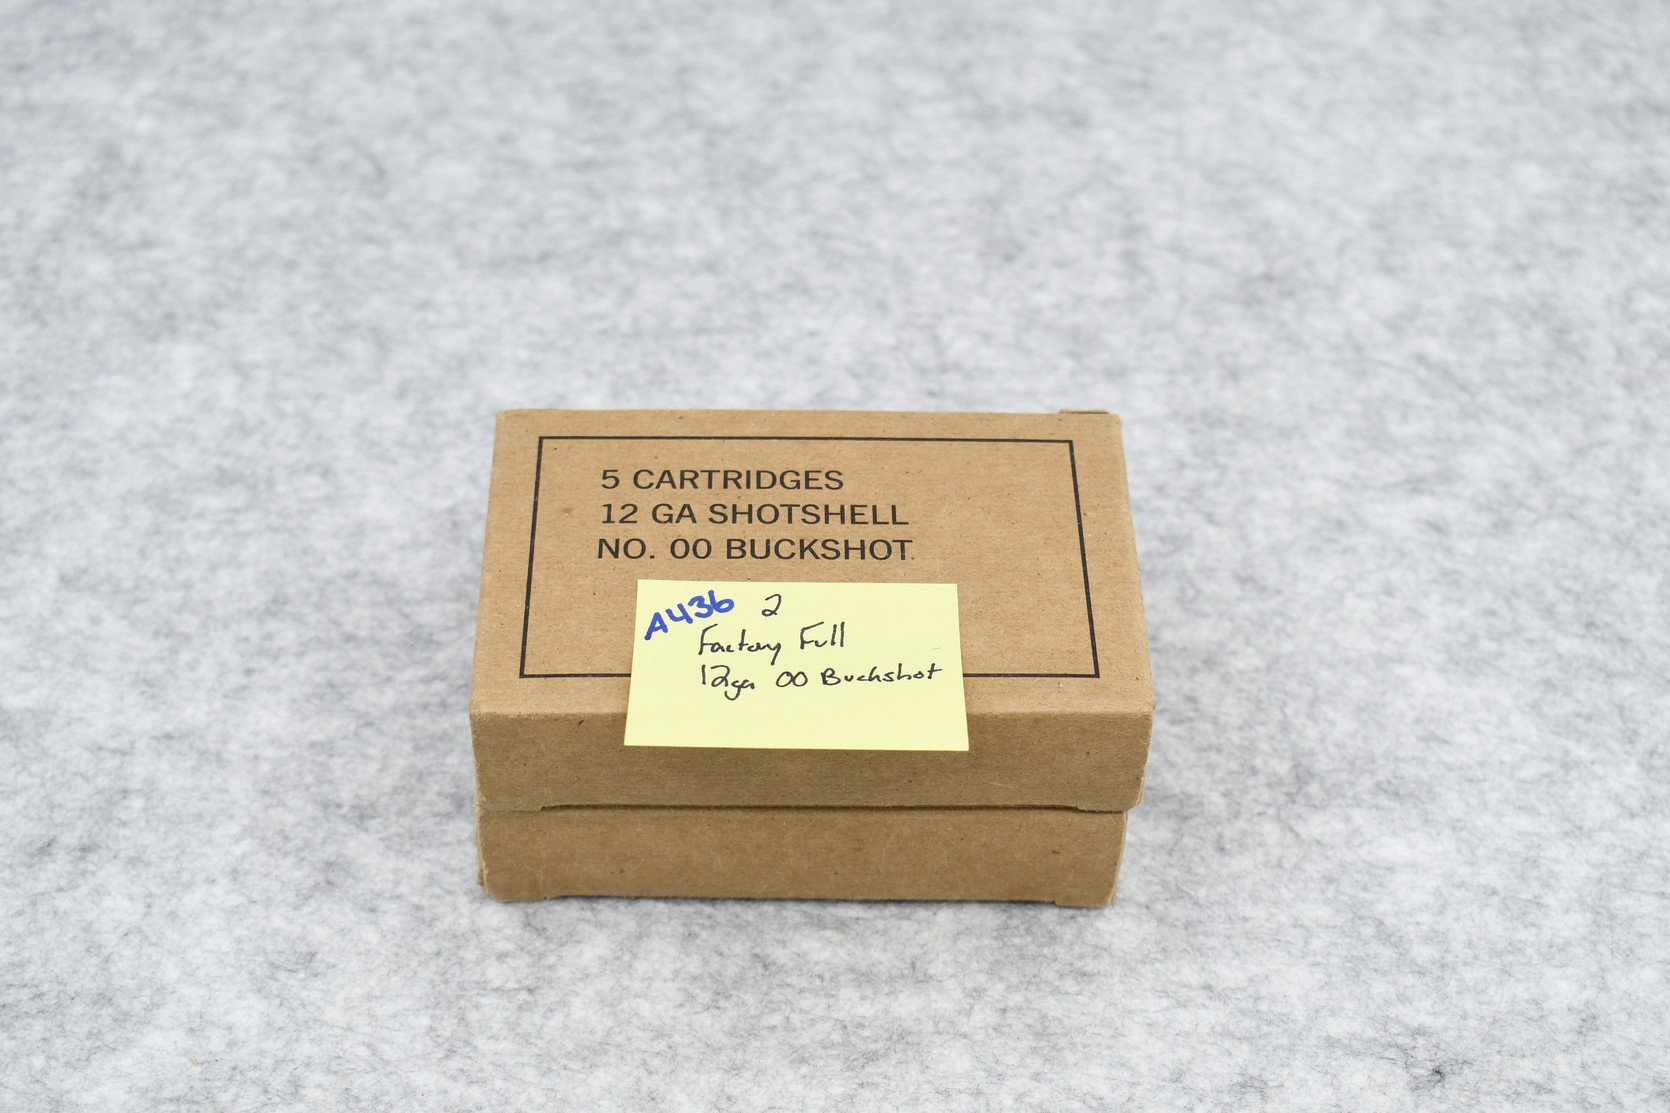 5 CARTRIDGES
12 GA SHOTSHELL
NO. 00 BUCKSHOT
A436 2
Factory Full
12ga 00 Buckshot